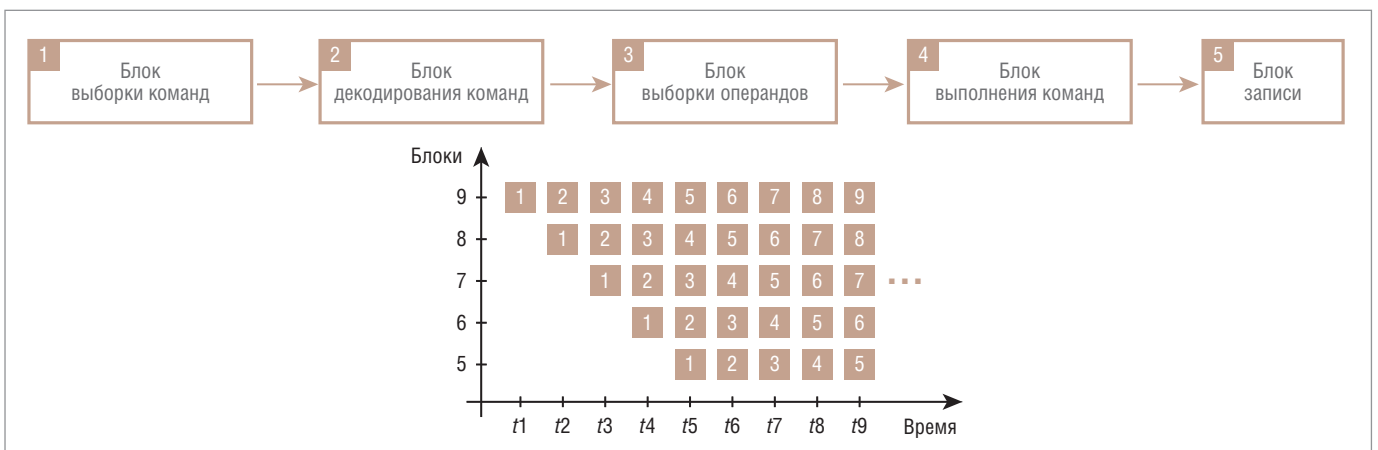 1
Блок
выборки команд
2
Блок
декодирования команд
3
Блок
выборки операндов
4
Блок
выполнения команд
5
Блок
записи
Блоки
9 1 2 3 4 5 6 7 8 9
8 1 2 3 4 5 6 7 8
7 1 2 3 4 5 6 7 ...
6 1 2 3 4 5 6
5 1 2 3 4 5
t1 t2 t3 t4 t5 t6 t7 t8 t9 Время